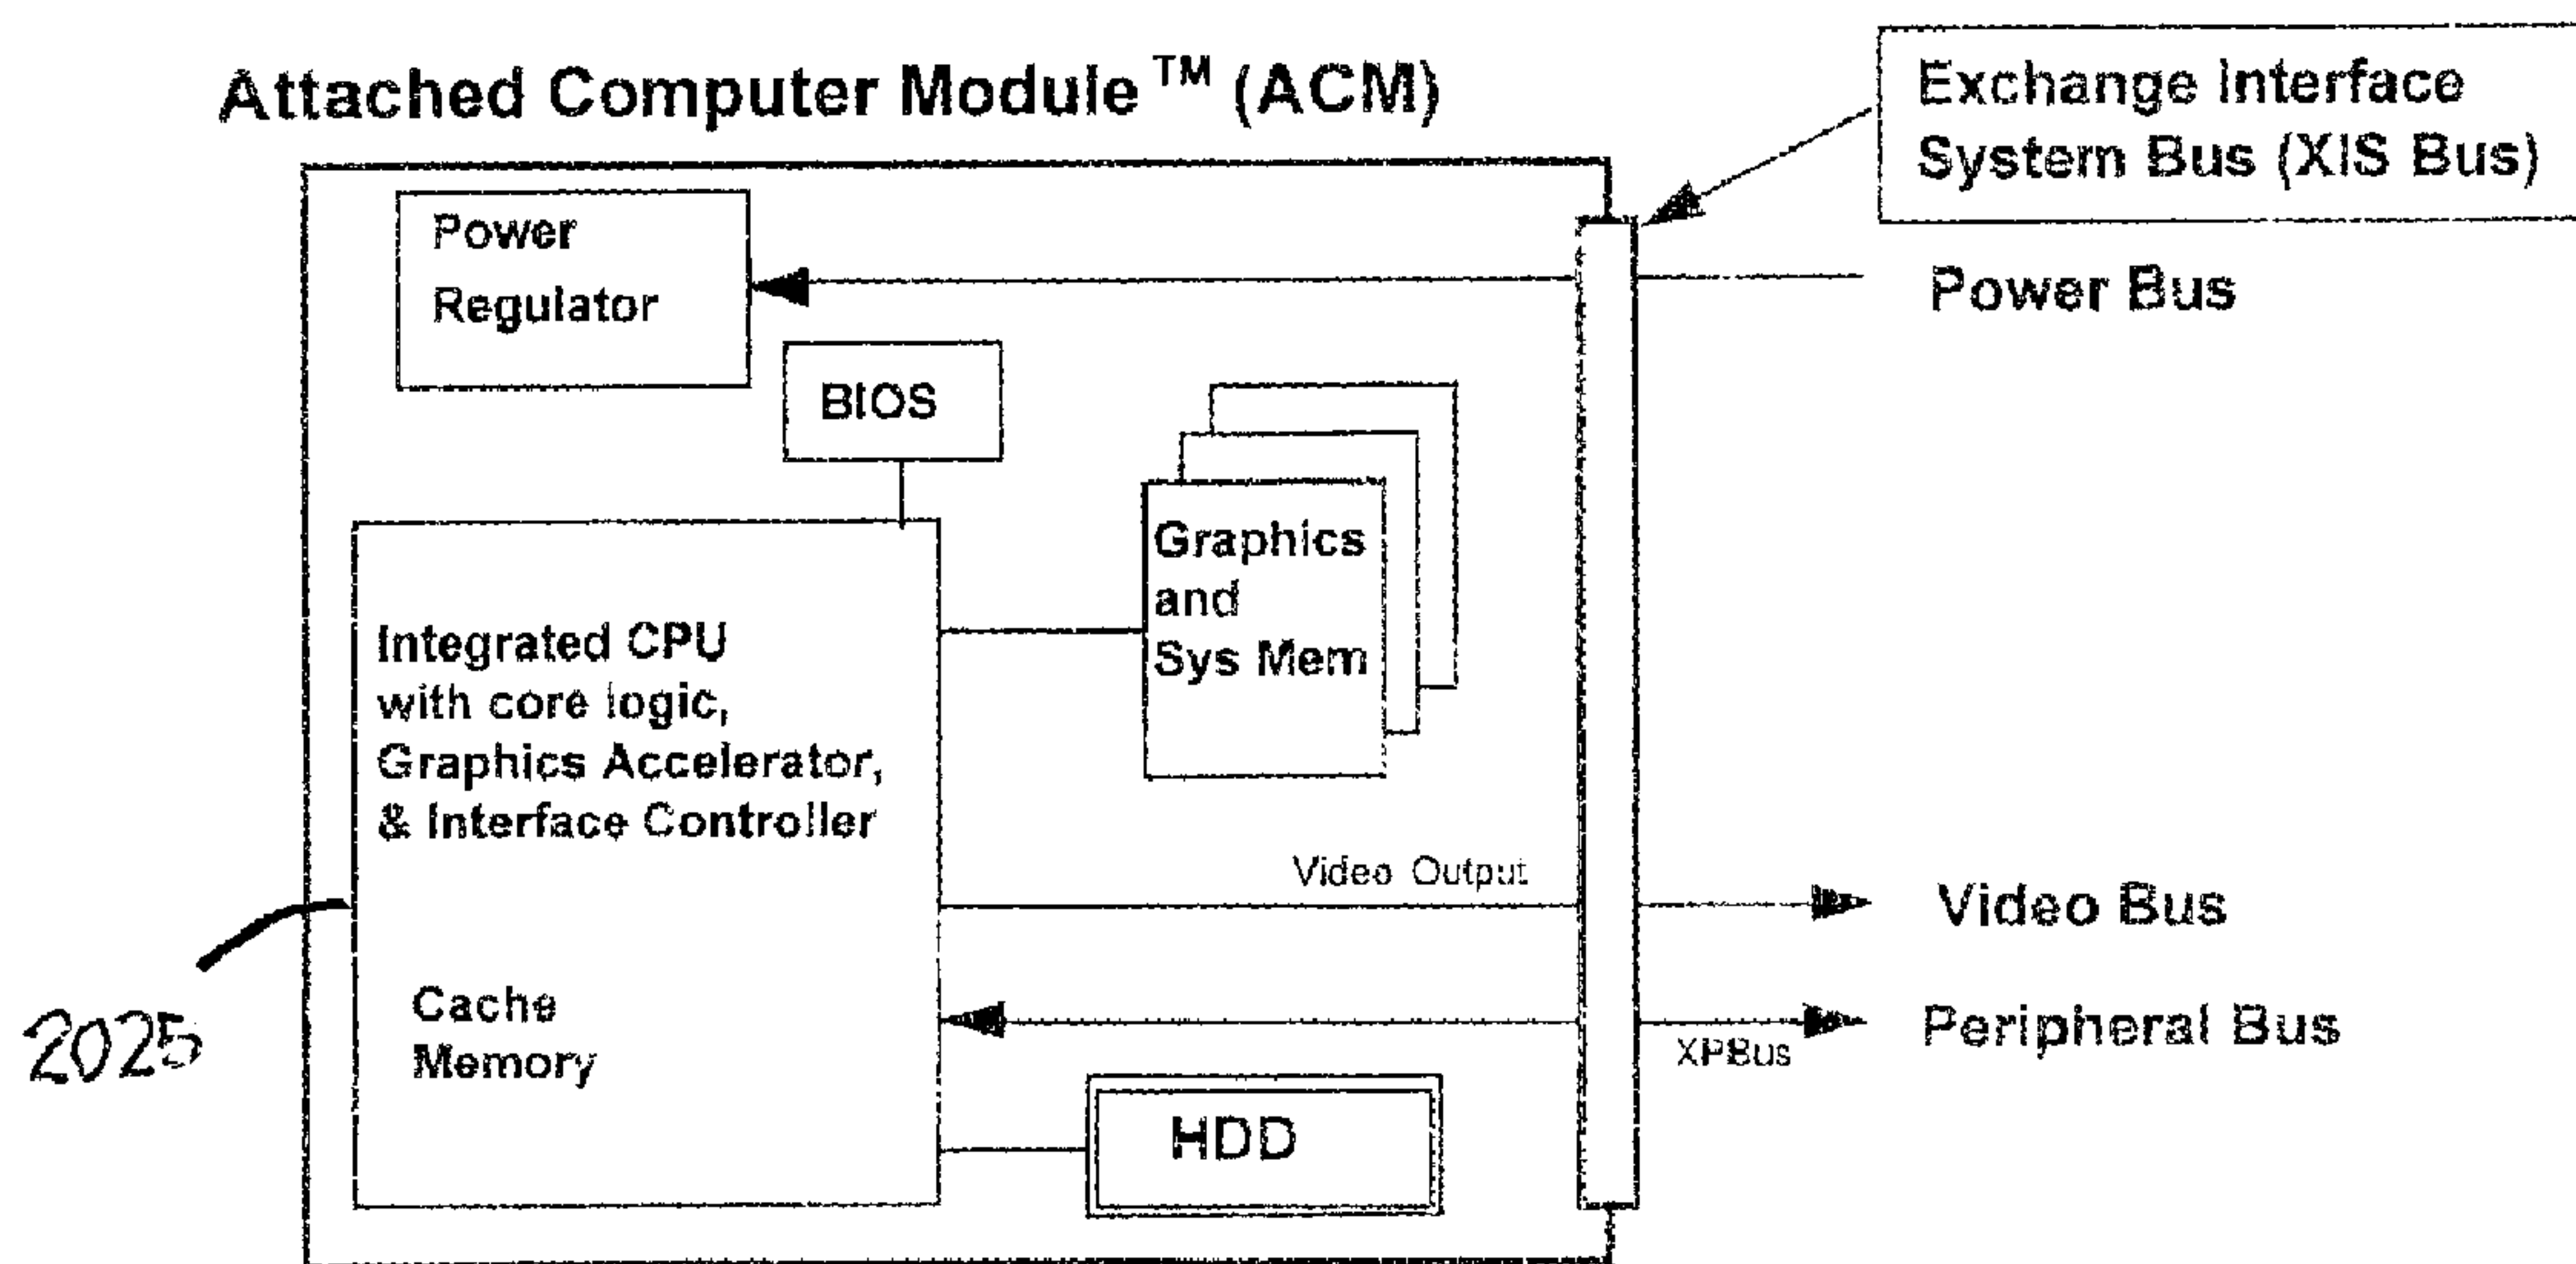 Attached Computer Module™ (ACM)
Exchange Interface
System Bus (XIS Bus)
Power
Regulator
Power Bus
BIOS
Graphics
and
Sys Mem
Integrated CPU
with core logic,
Graphics Accelerator,
& Interface Controller
Video Output
Video Bus
Cache
Memory
Peripheral Bus
XPBus
2025
HDD